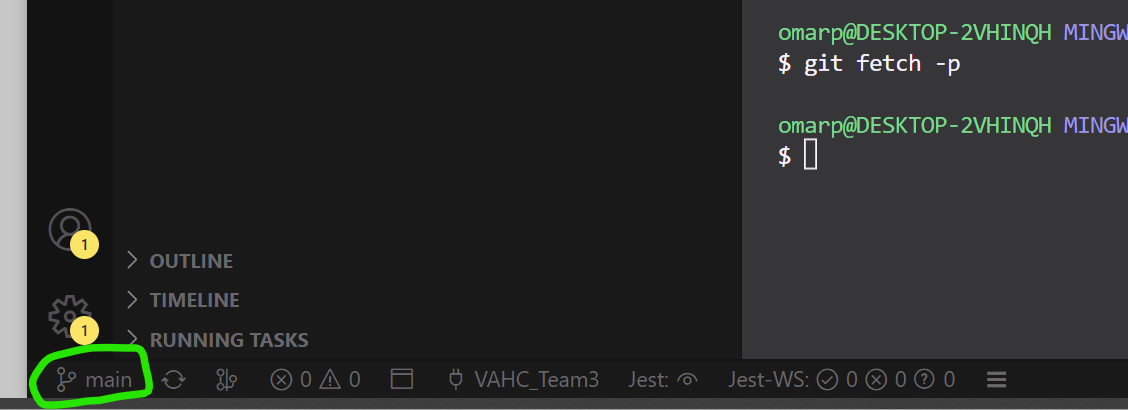 omarp@DESKTOP-2VHINQH MINGW
$ git fetch -p
omarp@DESKTOP-2VHINQH MINGW
$
1
OUTLINE
TIMELINE
1
RUNNING TASKS
main 0 0 VAHC_Team3 Jest: Jest-WS: 0 0 0